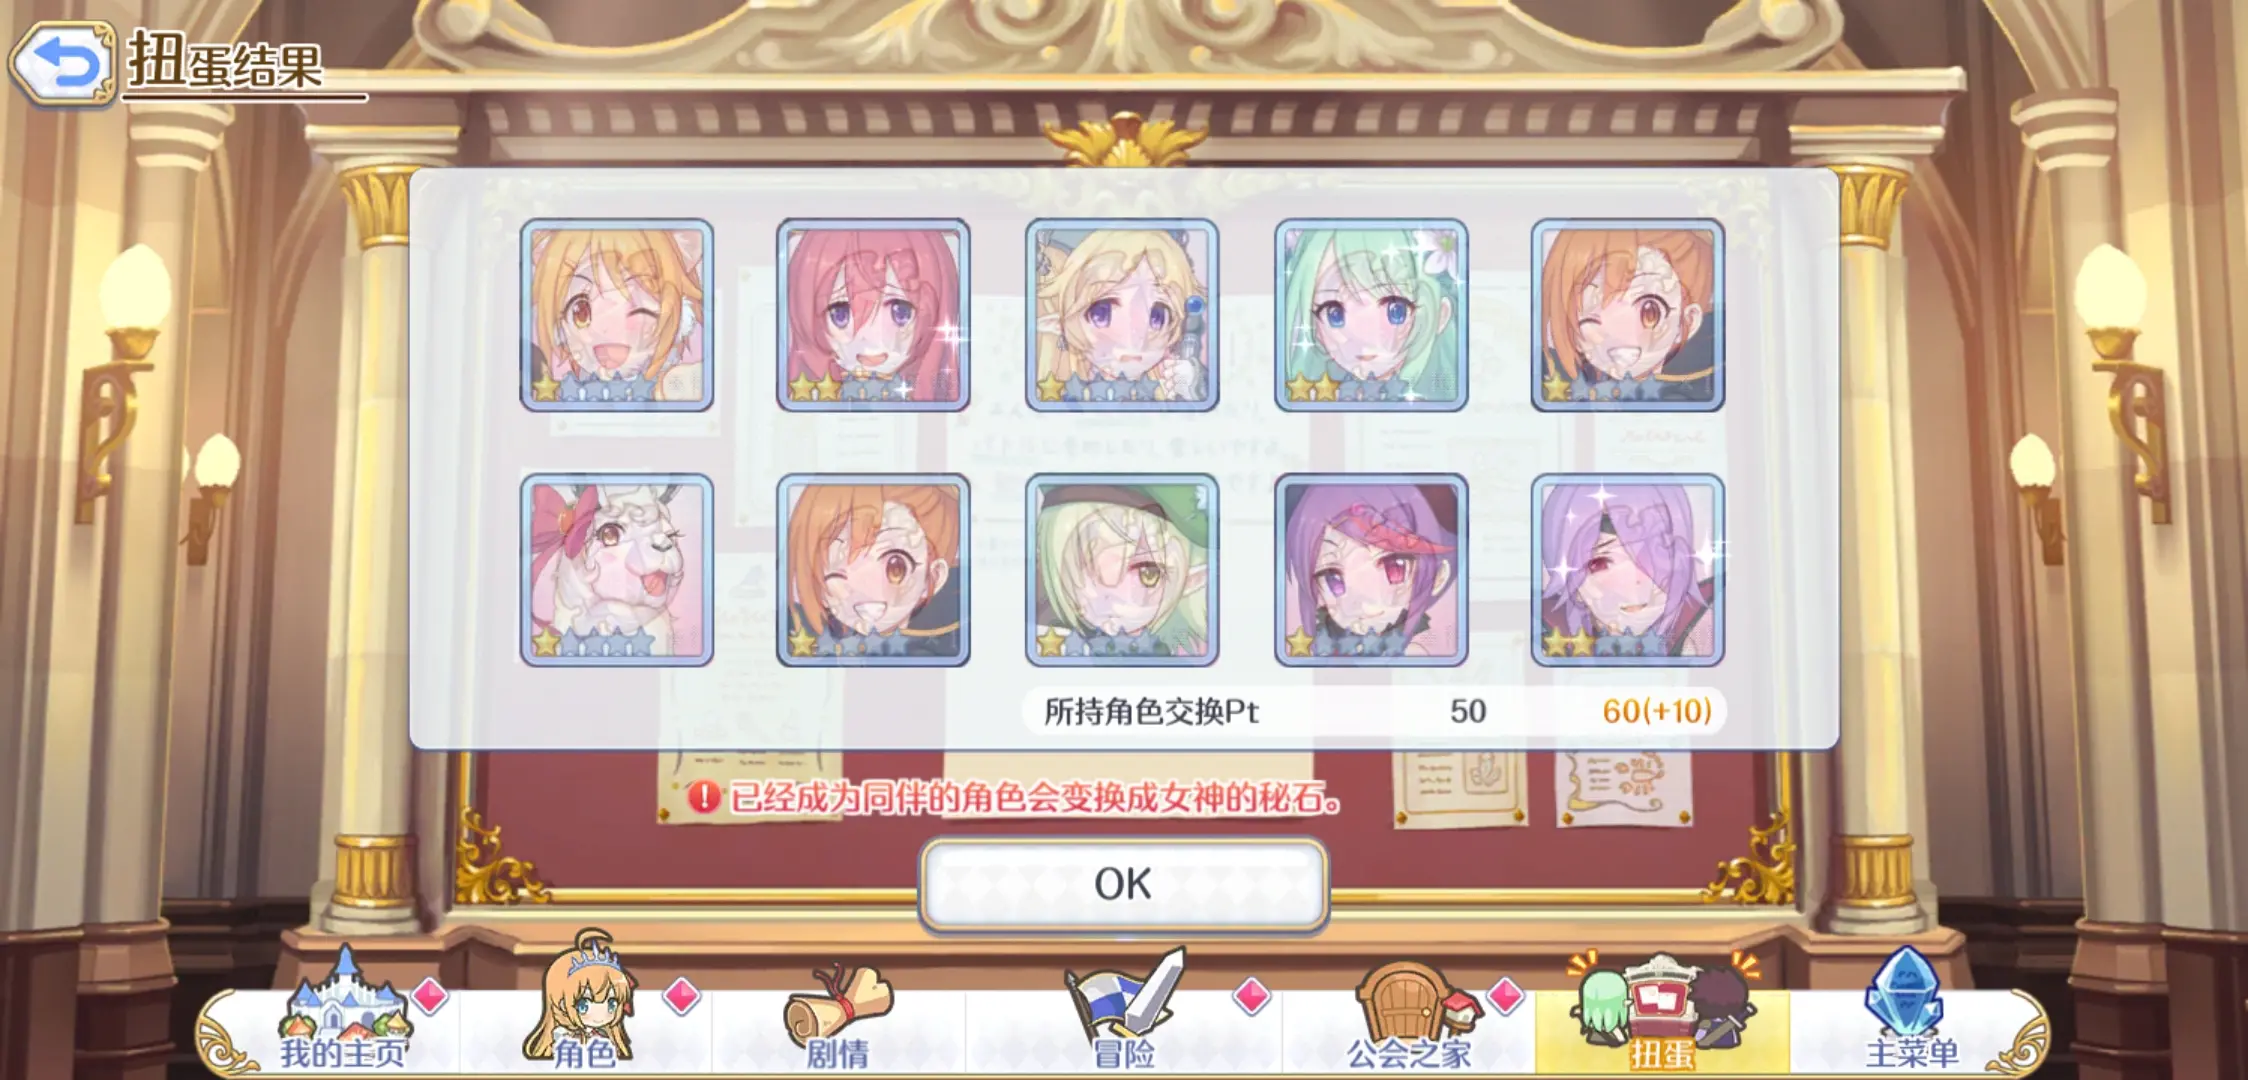 扭蛋结果
所持角色交换Pt 50 60(+10)
已经成为同伴的角色会变换成女神的秘石。
OK
我的主页 角色 剧情 冒险 公会之家 扭蛋 主菜单